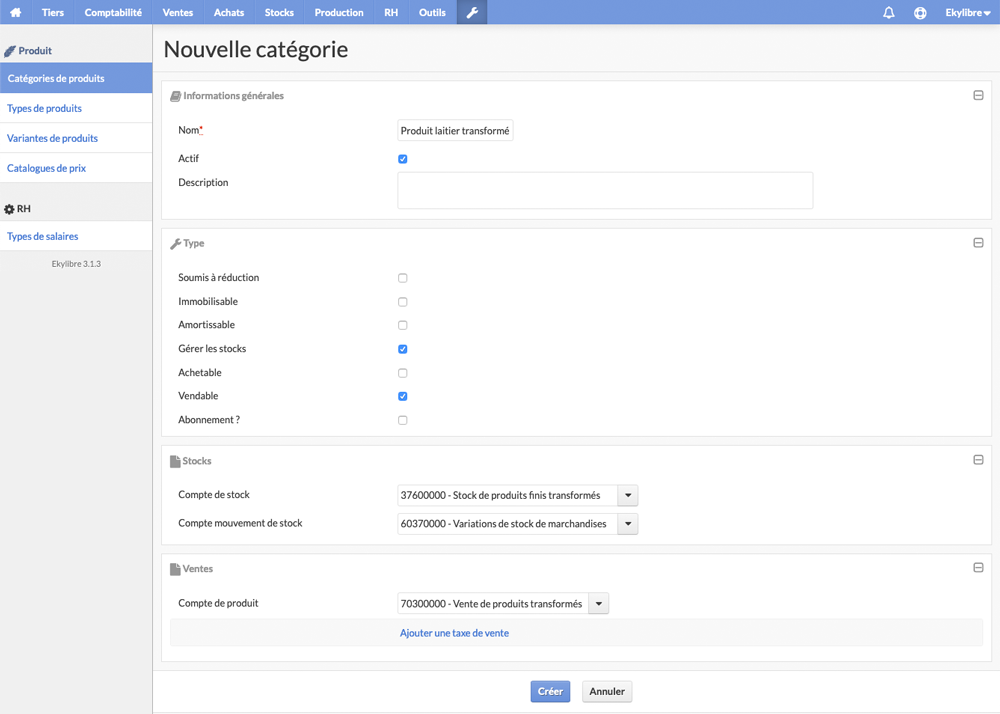 Tiers Comptabilité Ventes Achats Stocks Production RH Outils Ekylibre
Produit
Catégories de produits
Types de produits
Variantes de produits
Catalogues de prix
RH
Types de salaires
Ekylibre 3.1.3
Nouvelle catégorie
Informations générales
Nom* Produit laitier transformé
Actif
Description
Type
Soumis à réduction
Immobilisable
Amortissable
Gérer les stocks
Achetable
Vendable
Abonnement ?
Stocks
Compte de stock 37600000 - Stock de produits finis transformés
Compte mouvement de stock 60370000 - Variations de stock de marchandises
Ventes
Compte de produit 70300000 - Vente de produits transformés
Ajouter une taxe de vente
Créer Annuler